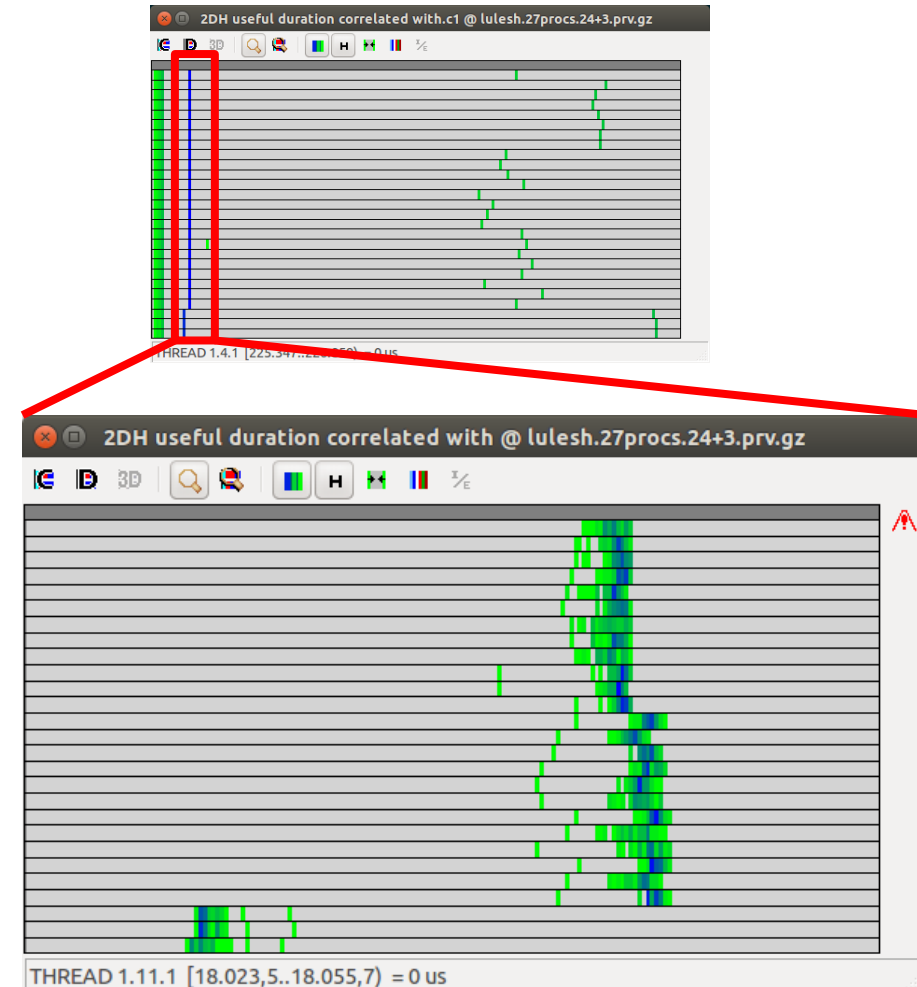 2DH useful duration correlated with.c1 @ lulesh.27procs.24+3.prv.gz
3D H Σ/E
THREAD 1.4.1 = 0 us
2DH useful duration correlated with @ lulesh.27procs.24+3.prv.gz
3D H Σ/E
THREAD 1.11.1 [18.023,5..18.055,7) = 0 us